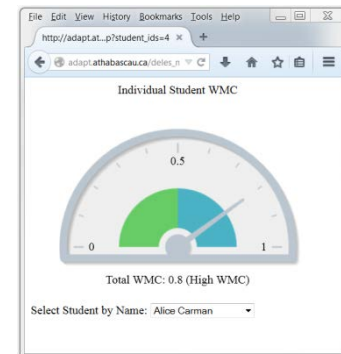 File Edit View History Bookmarks Tools Help
http://adapt.at...p?student_ids=4 × +
adapt.athabascau.ca/deles_n
Individual Student WMC
0.5
0 1
Total WMC: 0.8 (High WMC)
Select Student by Name: Alice Carman